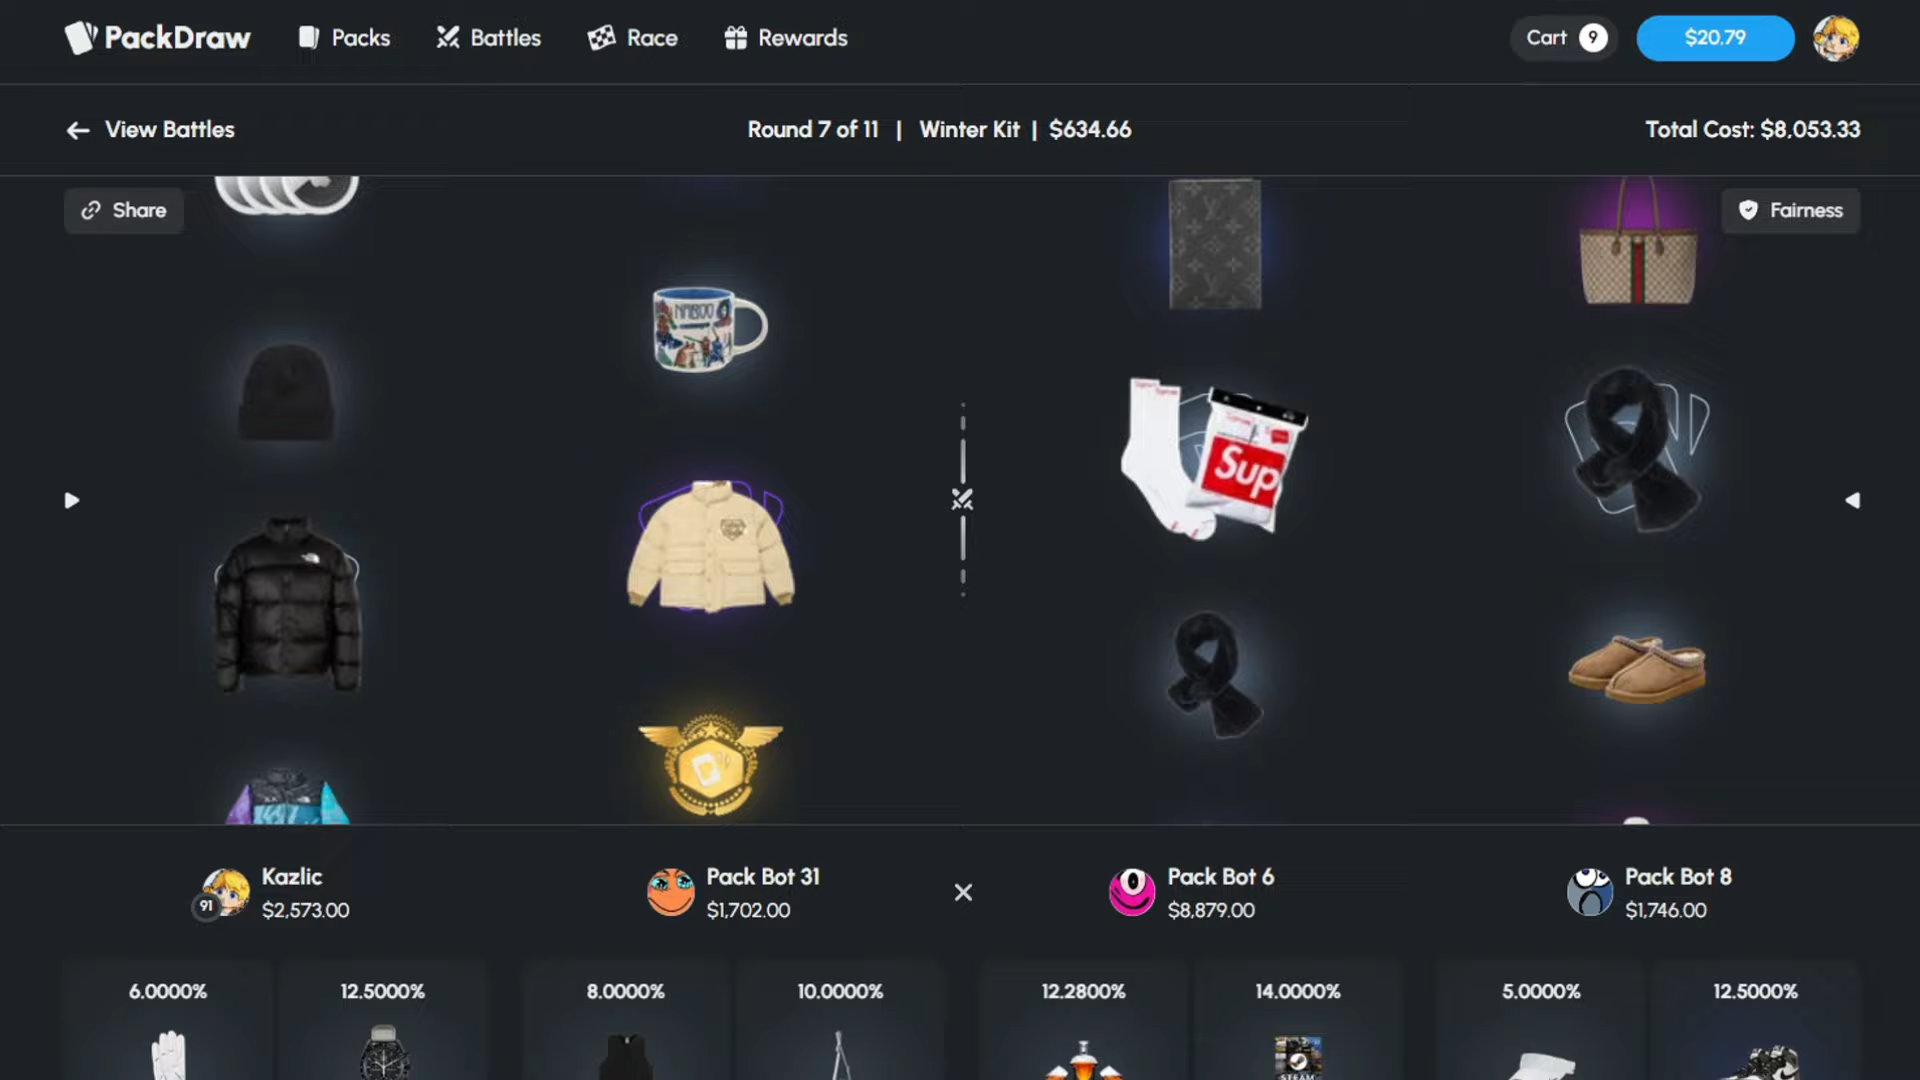 PackDraw
Packs
Battles
Race
Rewards
Cart 9
$20.79
View Battles
Round 7 of 11 | Winter Kit | $634.66
Total Cost: $8,053.33
Share
Fairness
NABOO
Sup
Kazlic
91
$2,573.00
Pack Bot 31
$1,702.00
Pack Bot 6
$8,879.00
Pack Bot 8
$1,746.00
6.0000%
12.5000%
8.0000%
10.0000%
12.2800%
14.0000%
5.0000%
12.5000%
STEAM